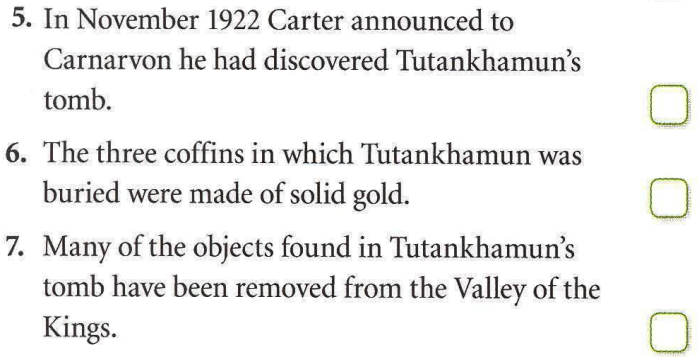 5. In November 1922 Carter announced to
Carnarvon he had discovered Tutankhamun's
tomb.
6. The three coffins in which Tutankhamun was
buried were made of solid gold.
7. Many of the objects found in Tutankhamun's
tomb have been removed from the Valley of the
Kings.